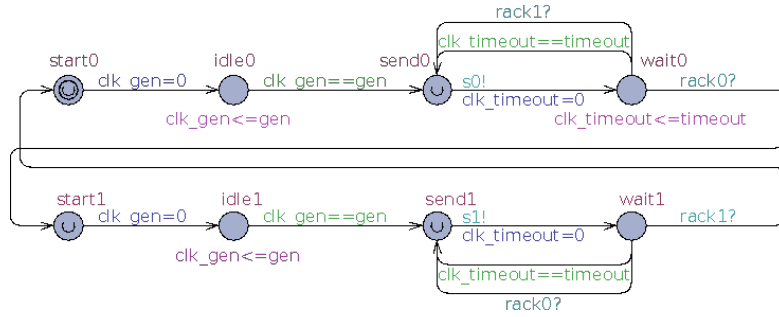 rack1?
clk_timeout==timeout
start0
idle0
send0
wait0
clk_gen=0
clk_gen==gen
s0!
rack0?
clk_gen<=gen
clk_timeout=0
clk_timeout<=timeout
start1
idle1
send1
wait1
clk_gen=0
clk_gen==gen
s1!
rack1?
clk_gen<=gen
clk_timeout=0
clk_timeout==timeout
rack0?